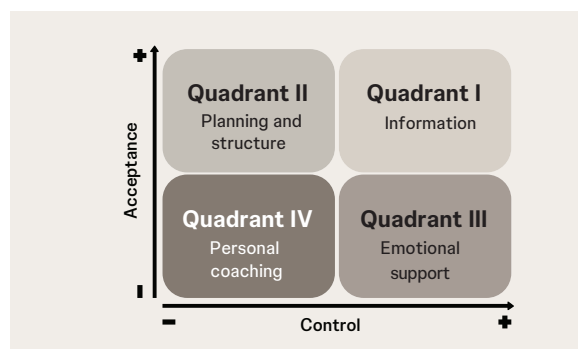 Quadrant II
Planning and
structure
Quadrant I
Information
Quadrant IV
Personal
coaching
Quadrant III
Emotional
support
Acceptance
Control